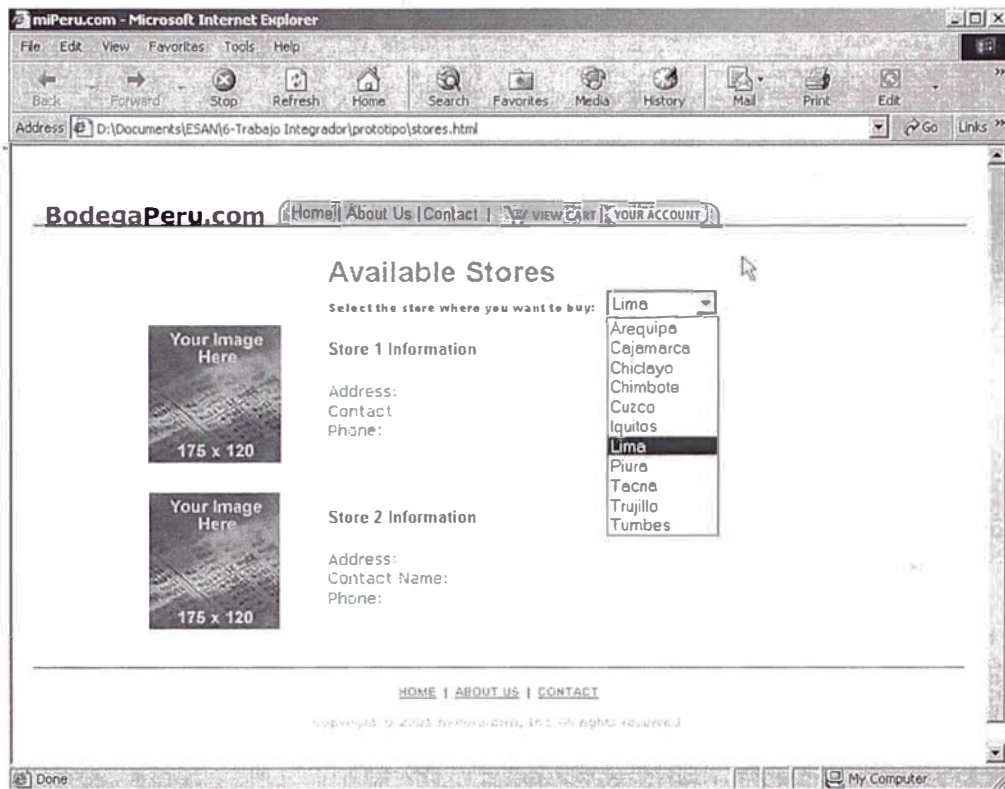 miPeru.com - Microsoft Internet Explorer
File Edit View Favorites Tools Help
Back Forward Stop Refresh Home Search Favorites Media History Mail Print Edit
Address D:\Documents\ESAN\6-Trabajo Integrador\prototipo\stores.html Go Links
BodegaPeru.com Home | About Us | Contact | VIEW CART | YOUR ACCOUNT
Available Stores
Select the store where you want to buy: Lima
Arequipa
Cajamarca
Chiclayo
Chimbote
Cuzco
Iquitos
Lima
Piura
Tacna
Trujillo
Tumbes
Your Image
Here
175 x 120
Store 1 Information
Address:
Contact
Phone:
Your Image
Here
175 x 120
Store 2 Information
Address:
Contact Name:
Phone:
HOME | ABOUT US | CONTACT
Copyright © All rights reserved
Done My Computer